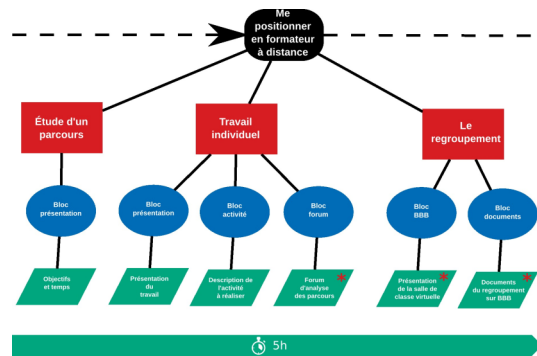 Me
positionner
en formateur
à distance
Étude d'un
parcours
Travail
individuel
Le
regroupement
Bloc
présentation
Bloc
présentation
Bloc
activité
Bloc
forum
Bloc
BBB
Bloc
documents
Objectifs
et temps
Présentation
du
travail
Description de
l'activité
à réaliser
Forum
d'analyse
des parcours
*
Présentation
de la salle de
classe virtuelle
*
Documents
du regroupement
sur BBB
*
5h